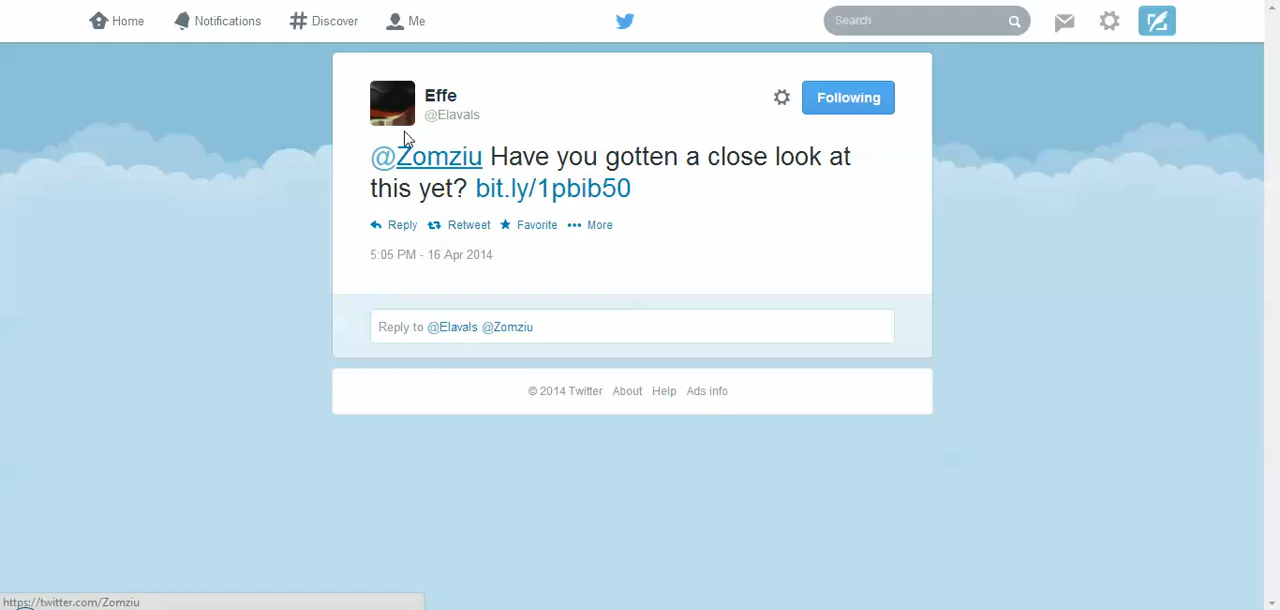 Home Notifications Discover Me Search
Effe
@Elavals
Following
@Zomziu Have you gotten a close look at
this yet? bit.ly/1pbib50
Reply Retweet Favorite More
5:05 PM - 16 Apr 2014
Reply to @Elavals @Zomziu
© 2014 Twitter About Help Ads info
https://twitter.com/Zomziu